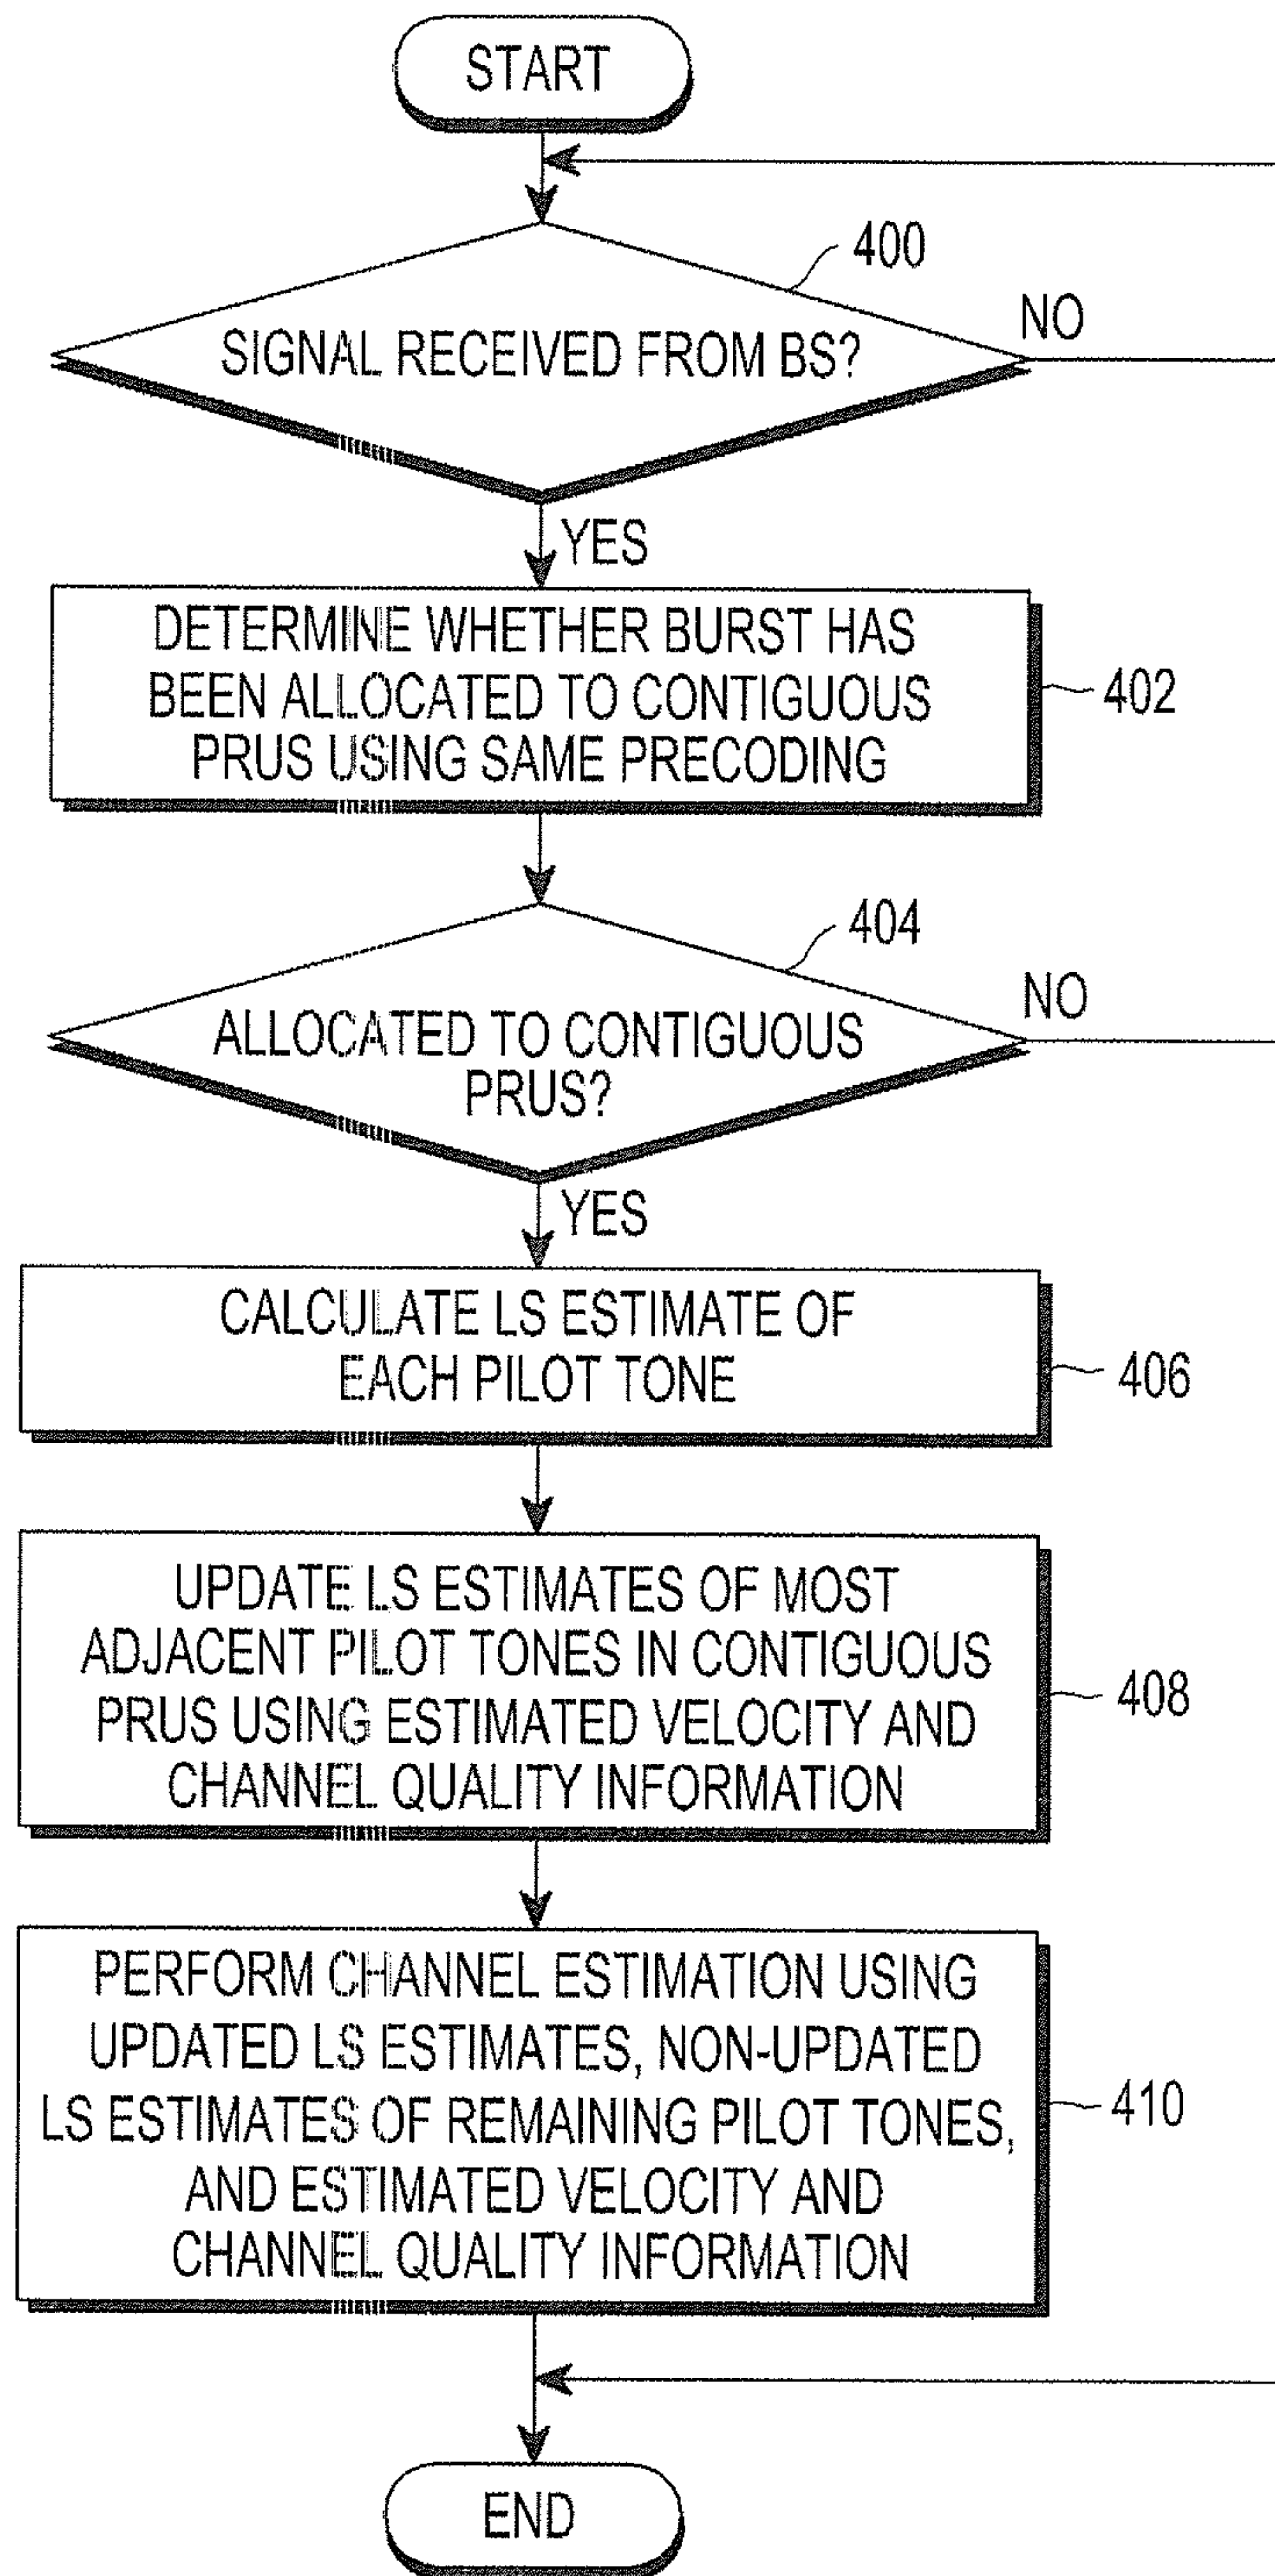 START
400
SIGNAL RECEIVED FROM BS?
NO
YES
DETERMINE WHETHER BURST HAS
BEEN ALLOCATED TO CONTIGUOUS
PRUS USING SAME PRECODING
402
404
ALLOCATED TO CONTIGUOUS
PRUS?
NO
YES
CALCULATE LS ESTIMATE OF
EACH PILOT TONE
406
UPDATE LS ESTIMATES OF MOST
ADJACENT PILOT TONES IN CONTIGUOUS
PRUS USING ESTIMATED VELOCITY AND
CHANNEL QUALITY INFORMATION
408
PERFORM CHANNEL ESTIMATION USING
UPDATED LS ESTIMATES, NON-UPDATED
LS ESTIMATES OF REMAINING PILOT TONES,
AND ESTIMATED VELOCITY AND
CHANNEL QUALITY INFORMATION
410
END